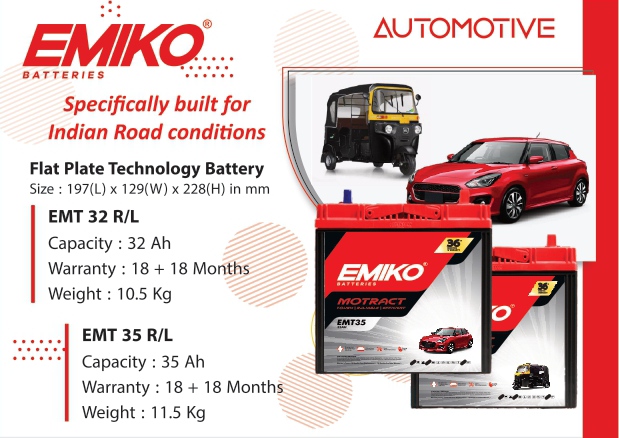 EMIKO®
BATTERIES
AUTOMOTIVE
Specifically built for
Indian Road conditions
Flat Plate Technology Battery
Size : 197(L) x 129(W) x 228(H) in mm
EMT 32 R/L
Capacity : 32 Ah
Warranty : 18 + 18 Months
Weight : 10.5 Kg
EMT 35 R/L
Capacity : 35 Ah
Warranty : 18 + 18 Months
Weight : 11.5 Kg
36
EMIKO®
BATTERIES
MOTRACT
EMT35
36